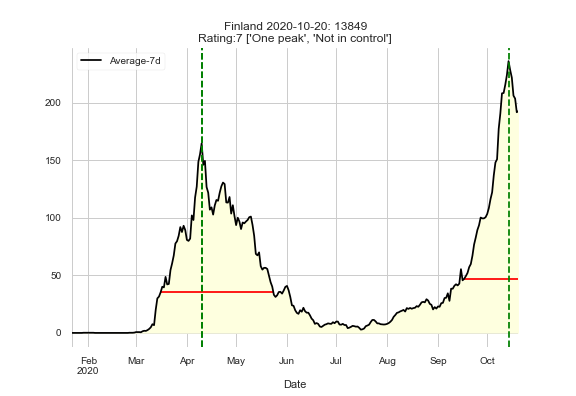 Finland 2020-10-20: 13849
Rating:7 ['One peak', 'Not in control']
Average-7d
200
150
100
50
0
Feb Mar Apr May Jun Jul Aug Sep Oct
2020
Date